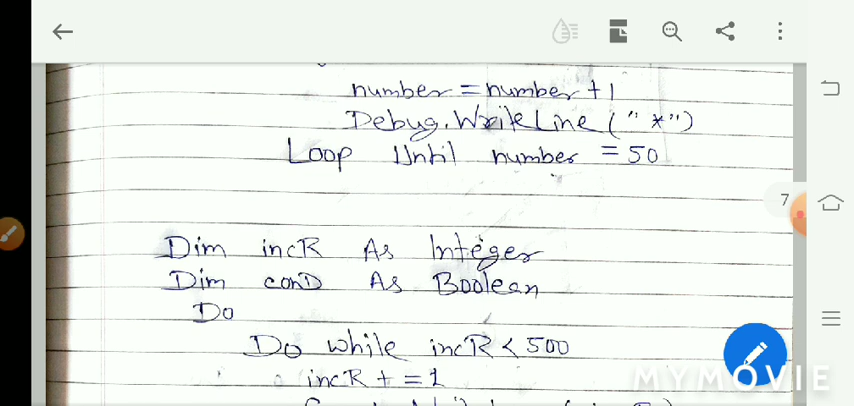 number = number + 1
Debug.WriteLine ("*")
Loop Until number = 50
7
Dim incR As Integer
Dim conD As Boolean
Do
Do while incR < 500
incR += 1
MYMOVIE